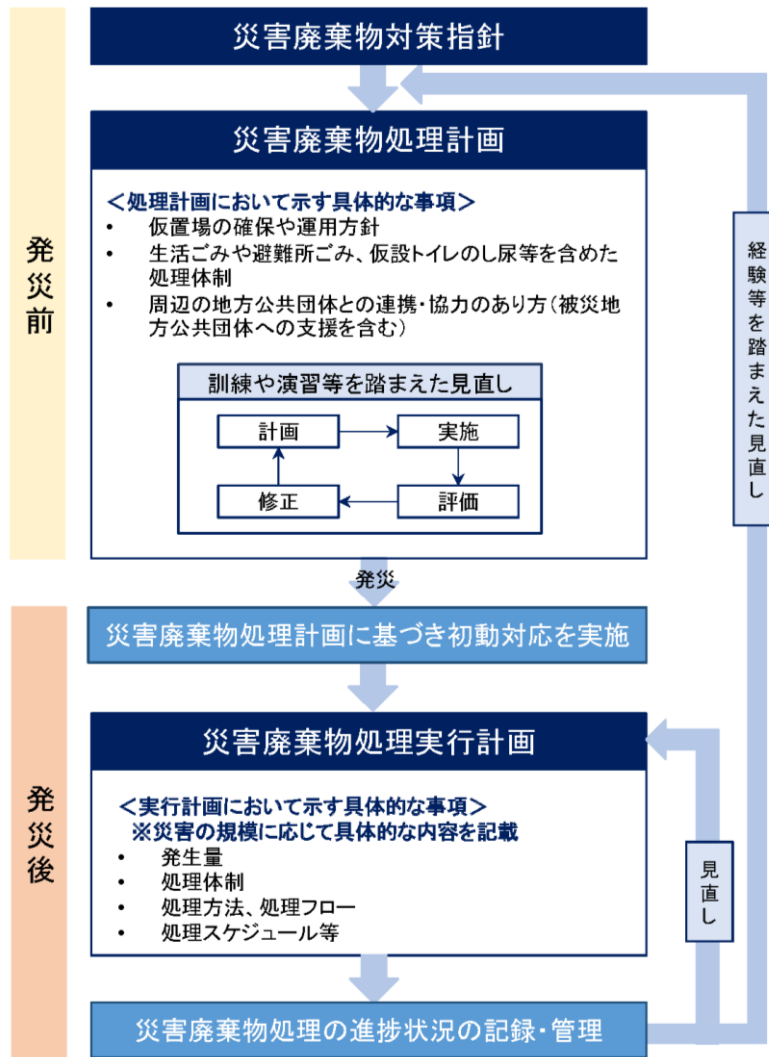 災害廃棄物対策指針
発災前
災害廃棄物処理計画
＜処理計画において示す具体的な事項＞
• 仮置場の確保や運用方針
• 生活ごみや避難所ごみ、仮設トイレのし尿等を含めた
処理体制
• 周辺の地方公共団体との連携・協力のあり方（被災地
方公共団体への支援を含む）
訓練や演習等を踏まえた見直し
計画
実施
修正
評価
経験等を踏まえた見直し
発災
発災後
災害廃棄物処理計画に基づき初動対応を実施
災害廃棄物処理実行計画
＜実行計画において示す具体的な事項＞
※災害の規模に応じて具体的な内容を記載
• 発生量
• 処理体制
• 処理方法、処理フロー
• 処理スケジュール等
見直し
災害廃棄物処理の進捗状況の記録・管理